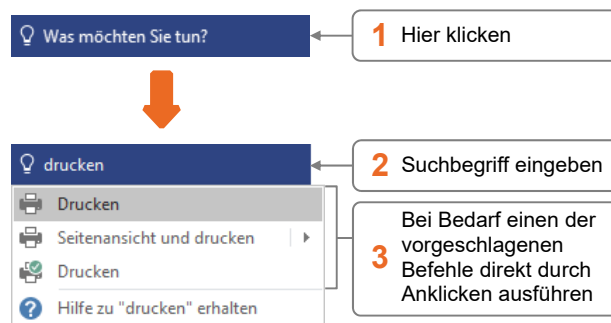 Was möchten Sie tun?
1 Hier klicken
drucken
2 Suchbegriff eingeben
Drucken
Seitenansicht und drucken
Drucken
Hilfe zu "drucken" erhalten
3 Bei Bedarf einen der
vorgeschlagenen
Befehle direkt durch
Anklicken ausführen